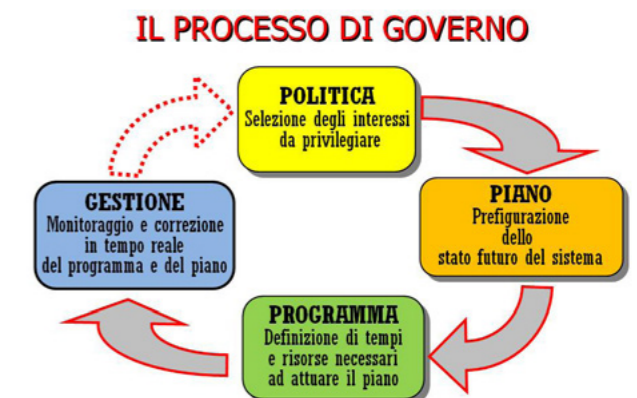 IL PROCESSO DI GOVERNO
POLITICA
Selezione degli interessi
da privilegiare
PIANO
Prefigurazione
dello
stato futuro del sistema
PROGRAMMA
Definizione di tempi
e risorse necessari
ad attuare il piano
GESTIONE
Monitoraggio e correzione
in tempo reale
del programma e del piano